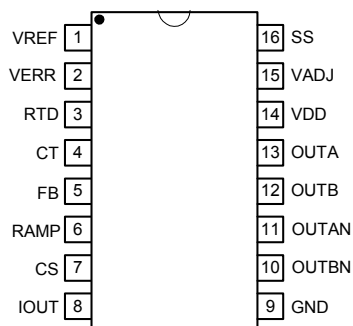 VREF 1 16 SS
VERR 2 15 VADJ
RTD 3 14 VDD
CT 4 13 OUTA
FB 5 12 OUTB
RAMP 6 11 OUTAN
CS 7 10 OUTBN
IOUT 8 9 GND